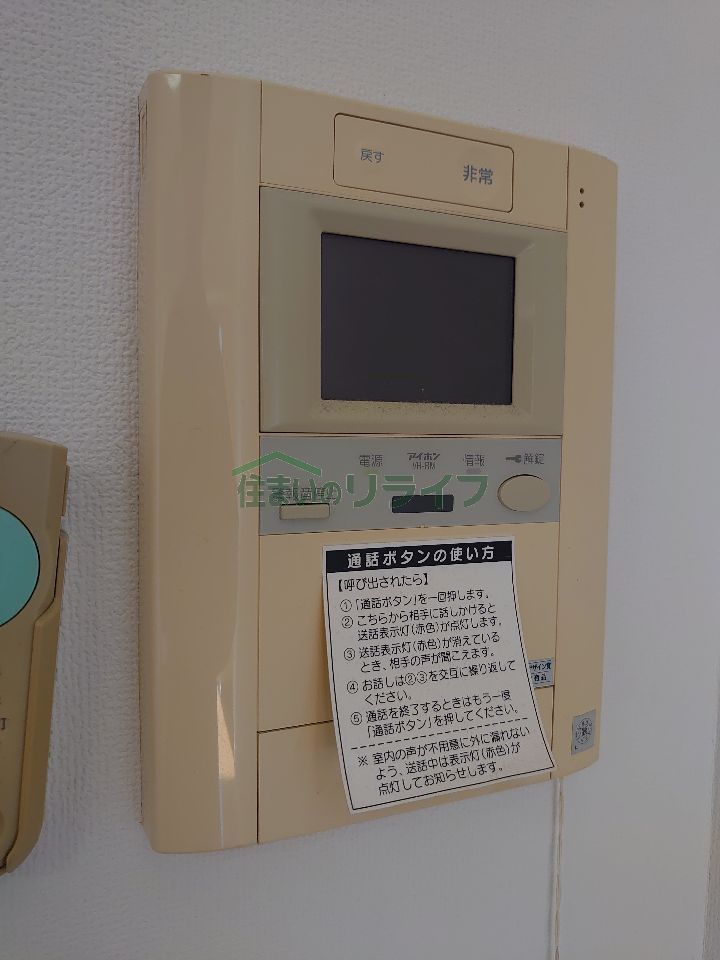 戻す
非常
電源
アイホン
VH-RM
情報
解錠
住まいのリライフ
通話ボタンの使い方
【呼び出されたら】
① 「通話ボタン」を一回押します。
② こちらから相手に話しかけると
送話表示灯(赤色)が点灯します。
③ 送話表示灯(赤色)が消えている
とき、相手の声が聞こえます。
④ お話しは②③を交互に繰り返して
ください。
⑤ 通話を終了するときはもう一度
「通話ボタン」を押してください。
※ 室内の声が不用意に外に漏れない
よう、送話中は表示灯(赤色)が
点灯してお知らせします。